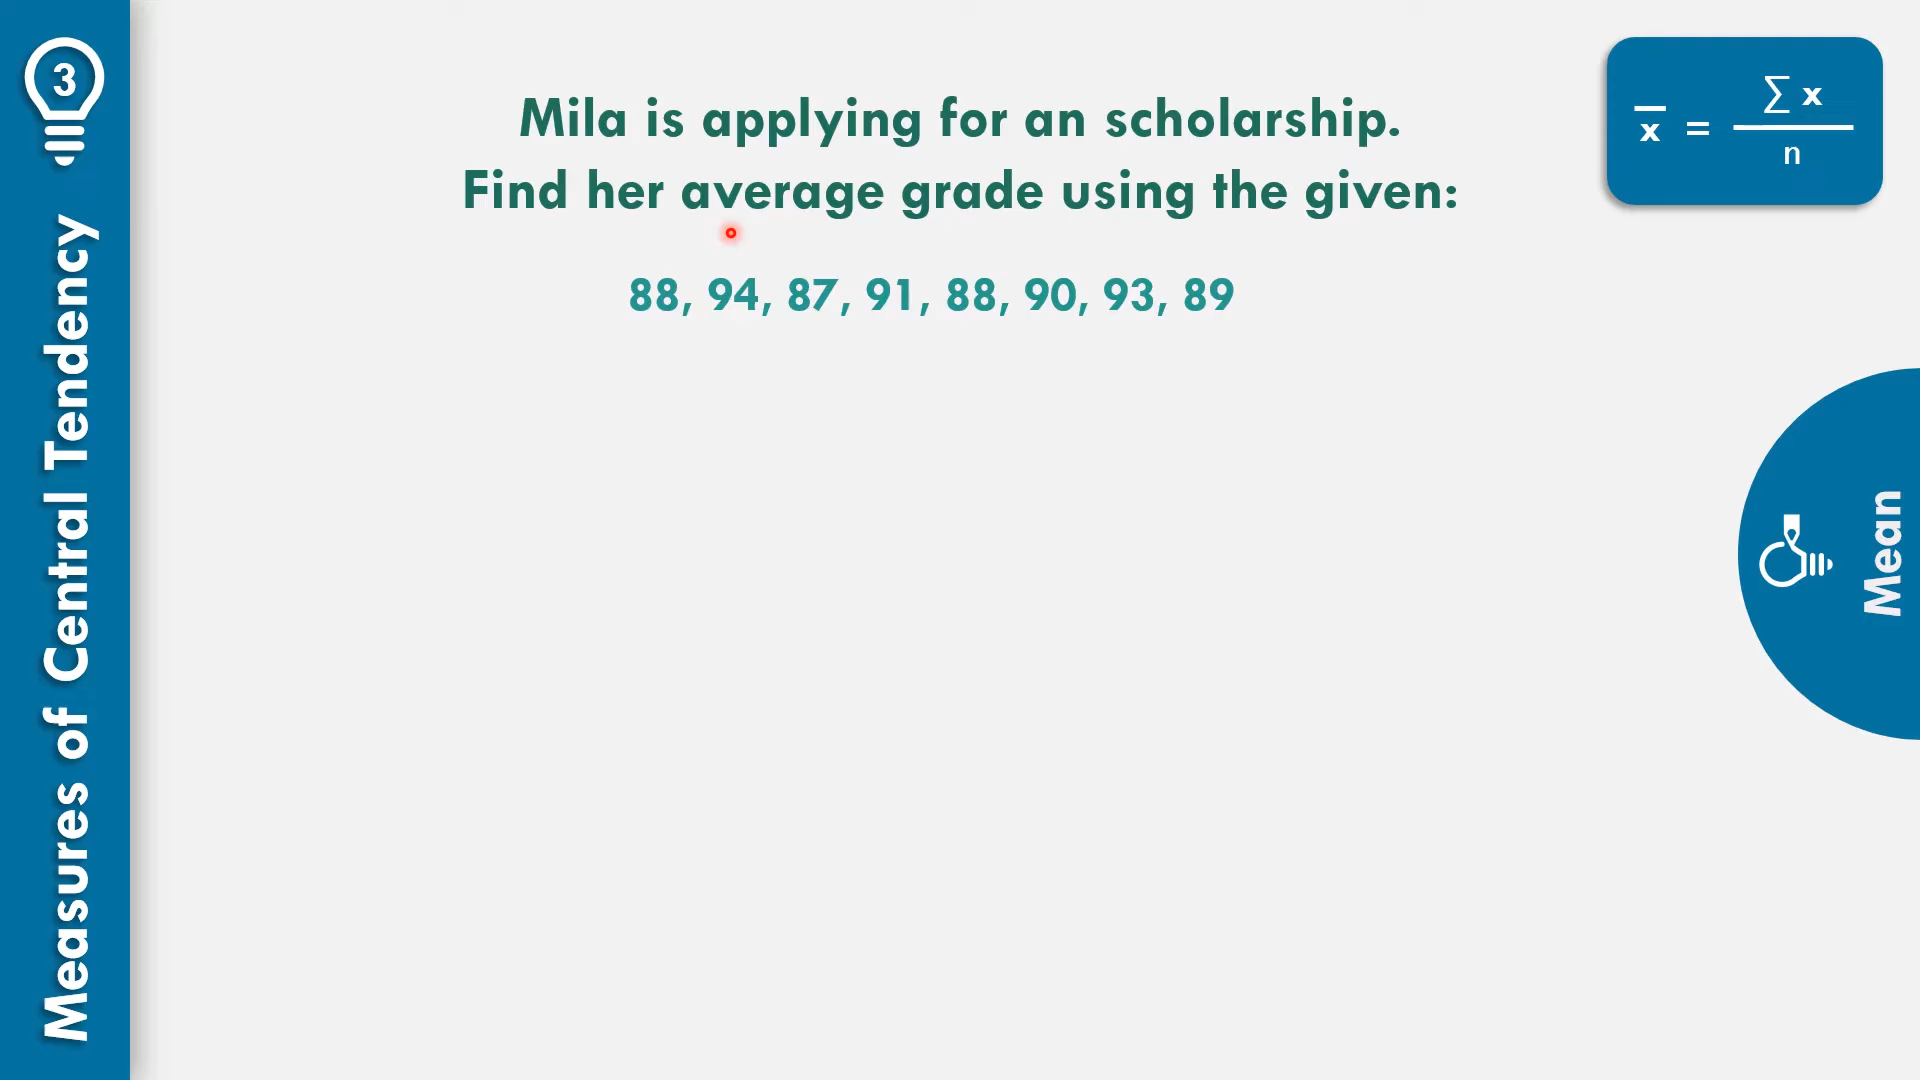 3
Measures of Central Tendency
Mila is applying for an scholarship.
Find her average grade using the given:
88, 94, 87, 91, 88, 90, 93, 89
x̅ = ∑ x / n
Mean